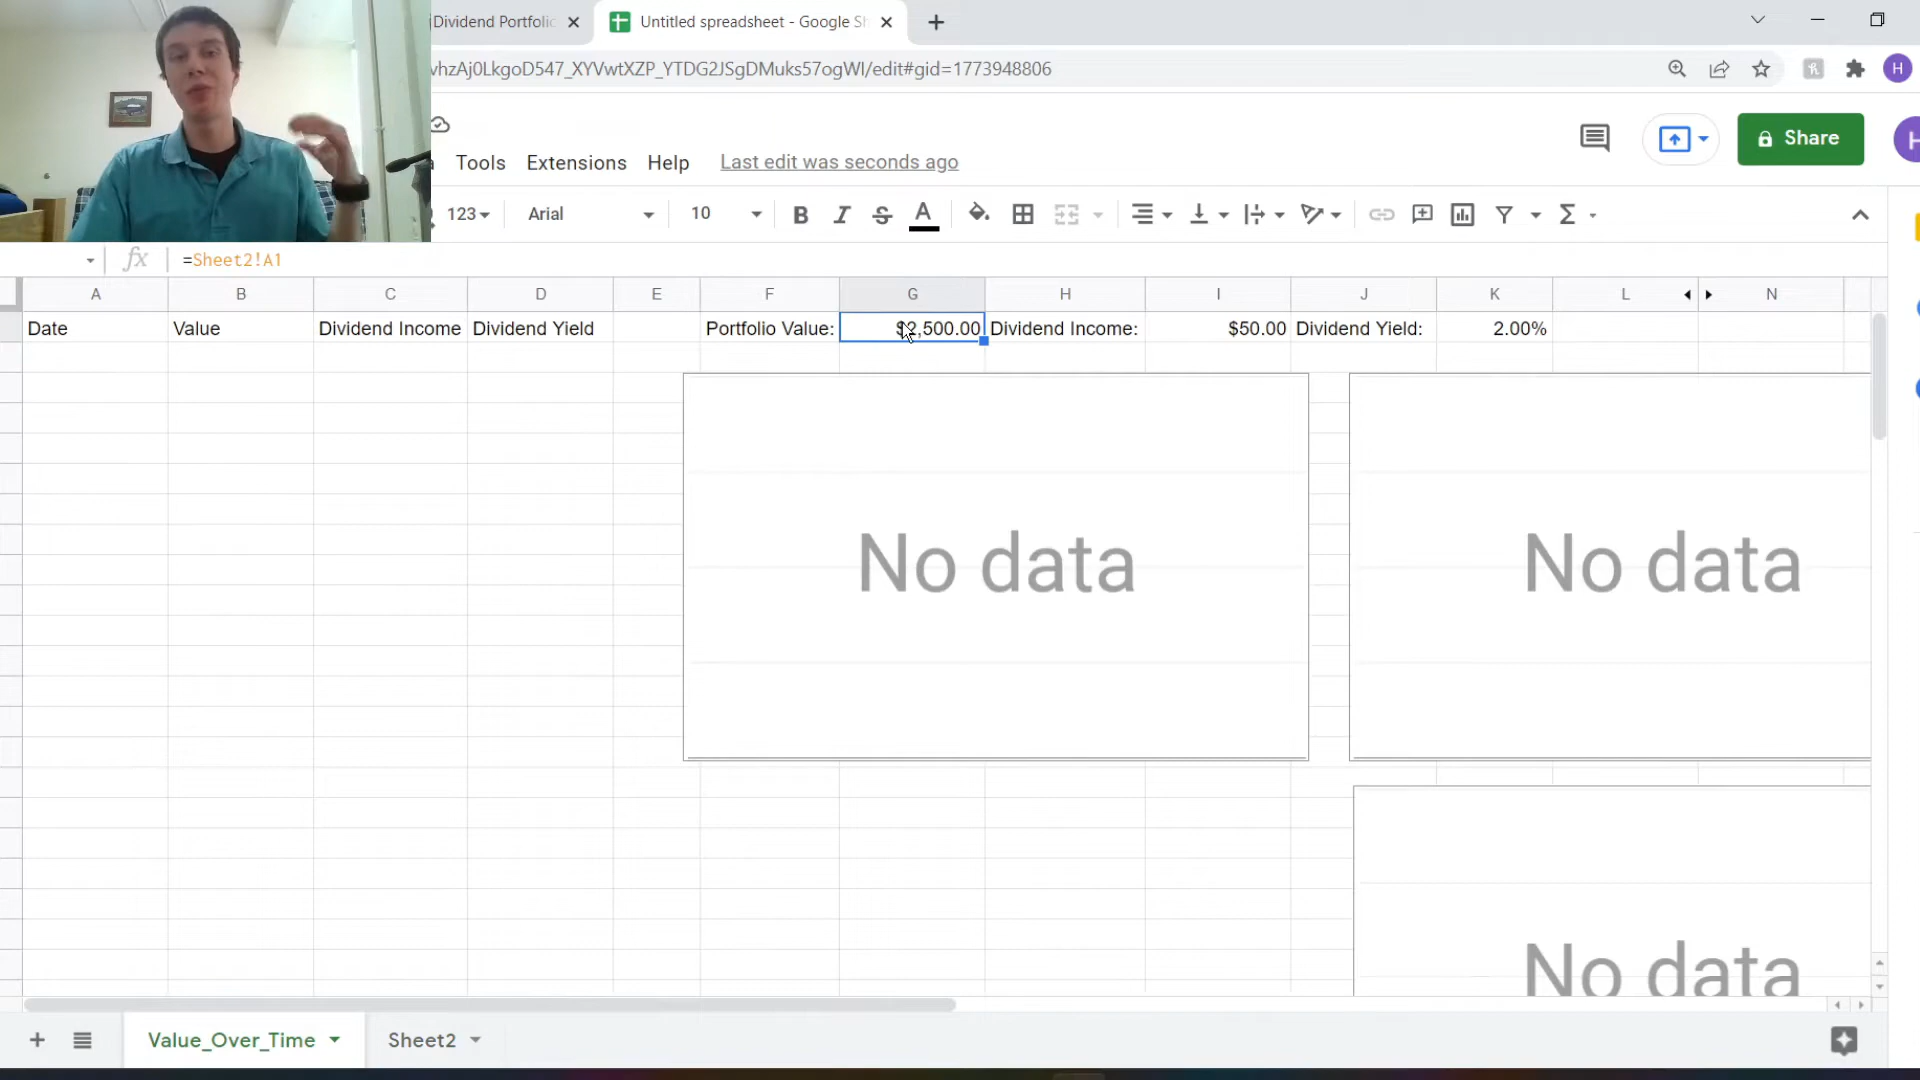 Dividend Portfolio
Untitled spreadsheet - Google Sh
vhzAj0LkgoD547_XYVwtXZP_YTDG2JSgDMuks57ogWI/edit#gid=1773948806
H
Tools Extensions Help Last edit was seconds ago
Share
H
123 Arial 10
=Sheet2!A1
A B C D E F G H I J K L N
Date Value Dividend Income Dividend Yield Portfolio Value: $2,500.00 Dividend Income: $50.00 Dividend Yield: 2.00%
No data No data
No data
Value_Over_Time Sheet2